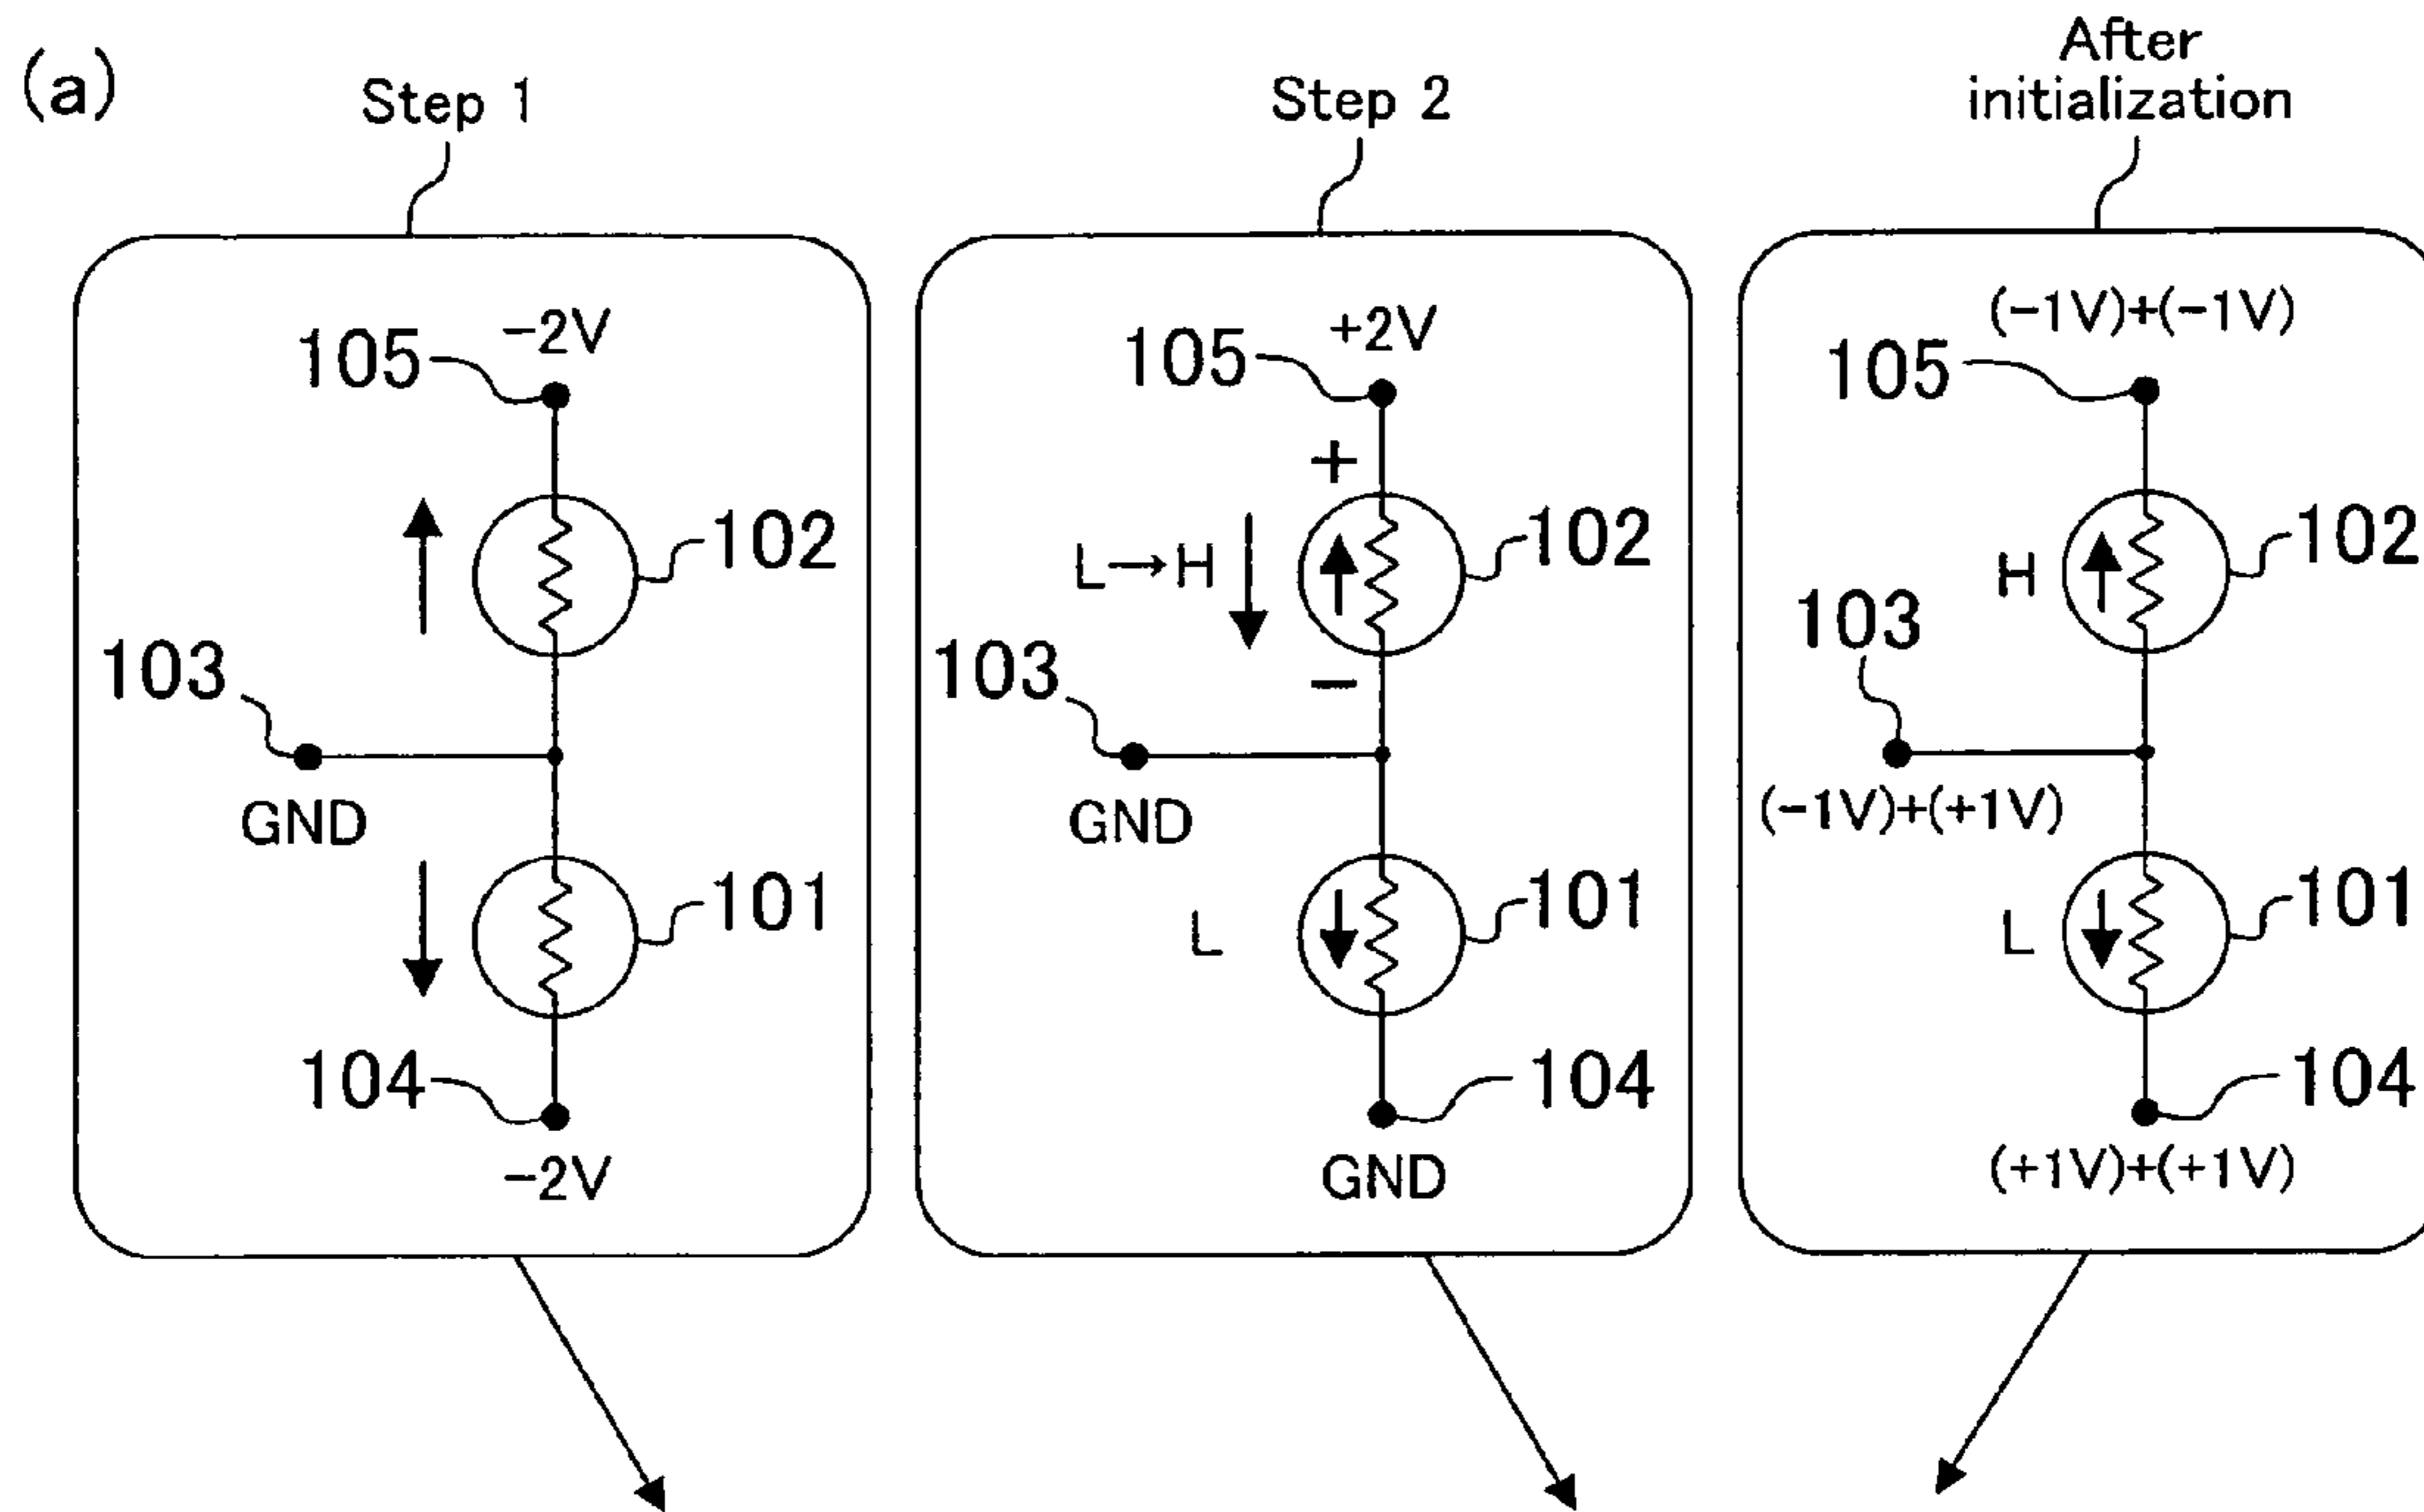 (a)
Step 1
-2V
105
102
103
GND
101
104
-2V
Step 2
+2V
105
+
102
L→H
103
−
GND
101
L
104
GND
After
initialization
(-1V)+(-1V)
105
102
H
103
(-1V)+(+1V)
101
L
104
(+1V)+(+1V)